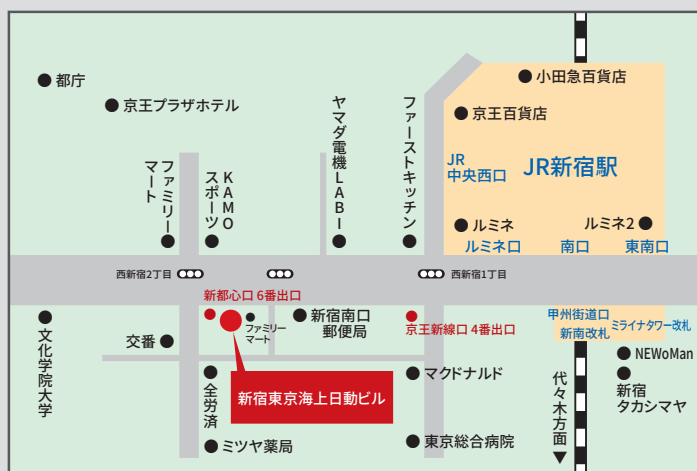 都庁
京王プラザホテル
小田急百貨店
京王百貨店
ヤマダ電機LABI
ファーストキッチン
JR
中央西口
JR新宿駅
ファミリー
マート
KAMO
スポーツ
ルミネ
ルミネ2
ルミネ口
南口
東南口
西新宿2丁目
西新宿1丁目
新都心口 6番出口
ファミリー
マート
新宿南口
郵便局
京王新線口 4番出口
甲州街道口
新南改札
ミライナタワー改札
文化学院大学
交番
NEWoMan
新宿
タカシマヤ
全労済
新宿東京海上日動ビル
マクドナルド
代々木方面▼
ミツヤ薬局
東京総合病院